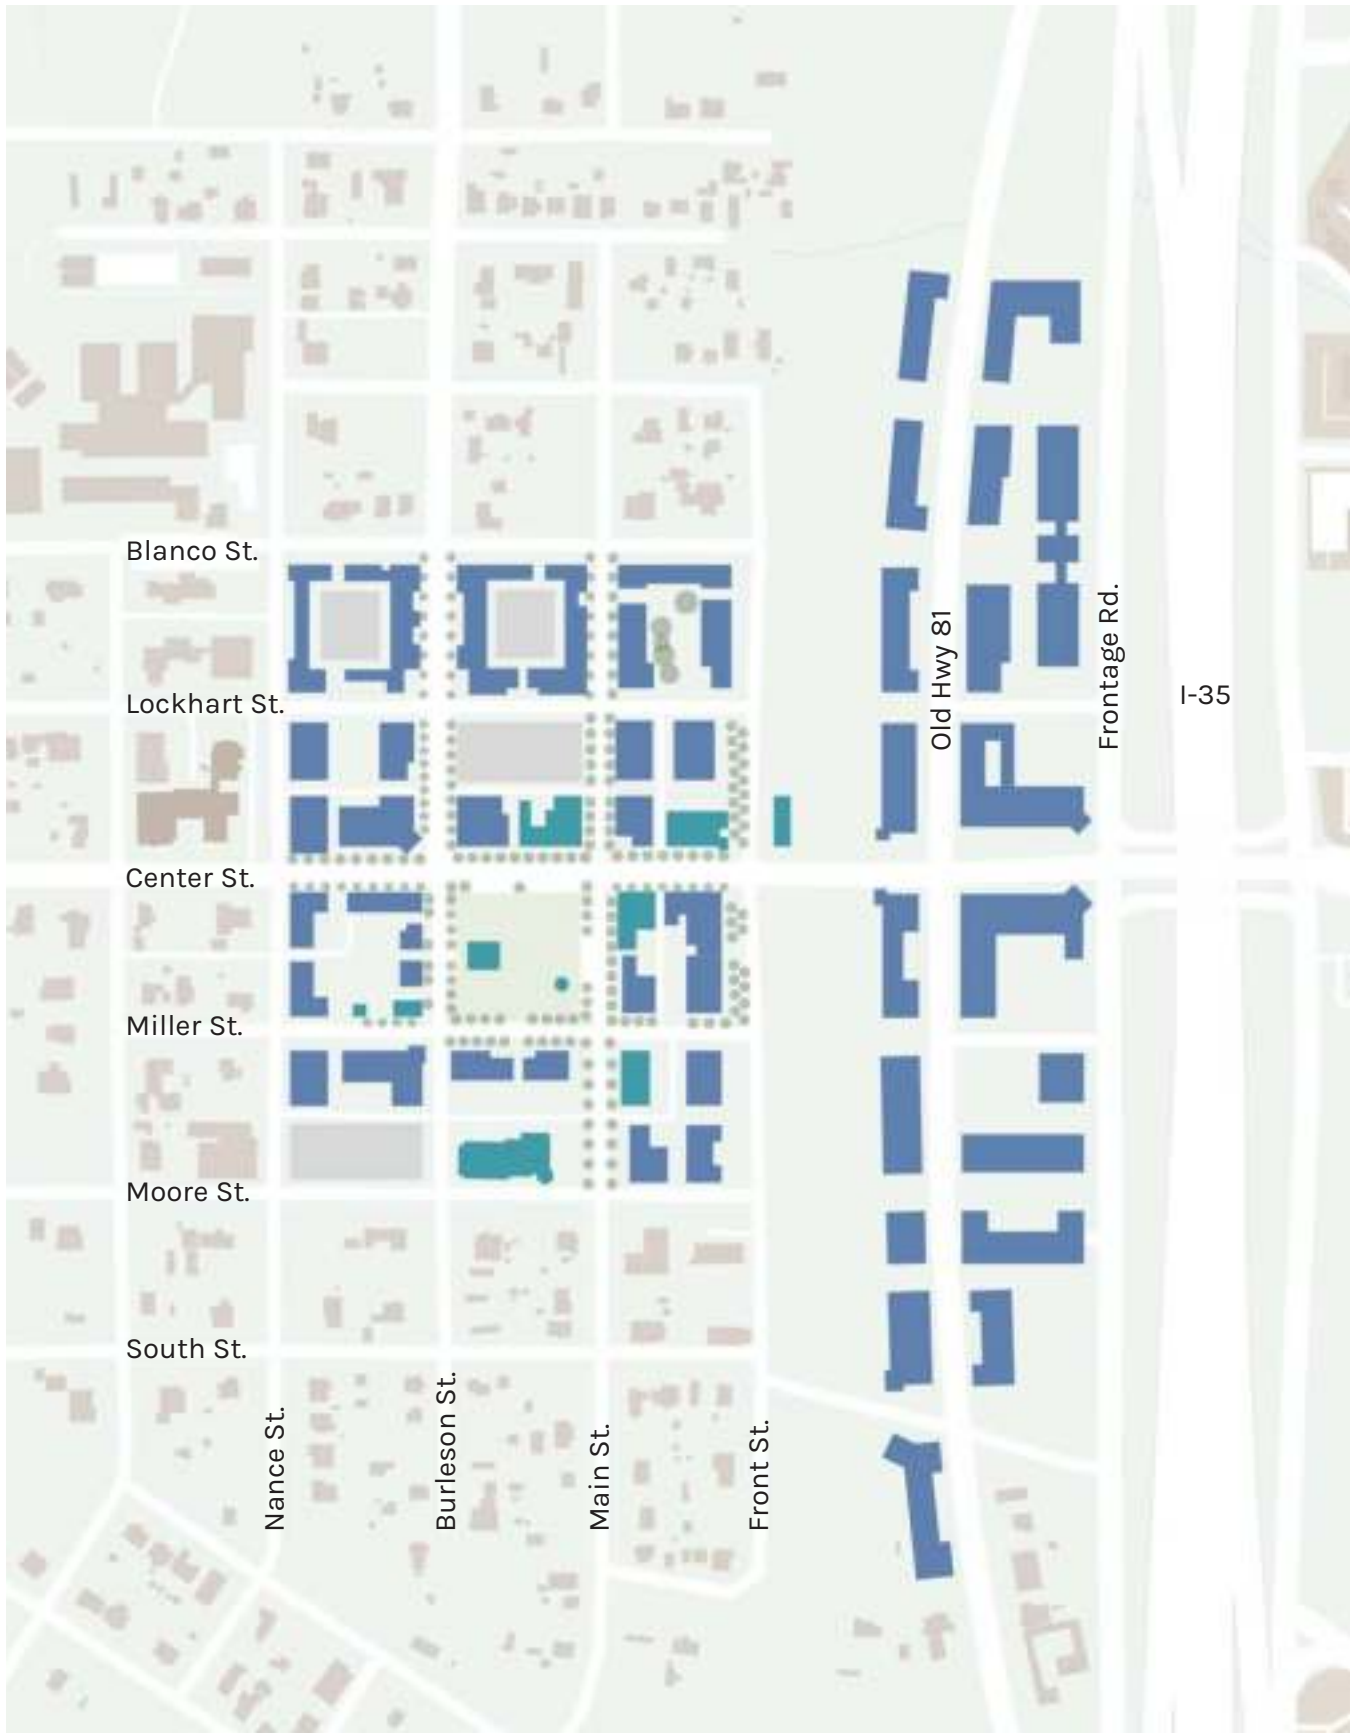 Blanco St.
Lockhart St.
Old Hwy 81
Frontage Rd.
I-35
Center St.
Miller St.
Moore St.
South St.
Nance St.
Burleson St.
Main St.
Front St.